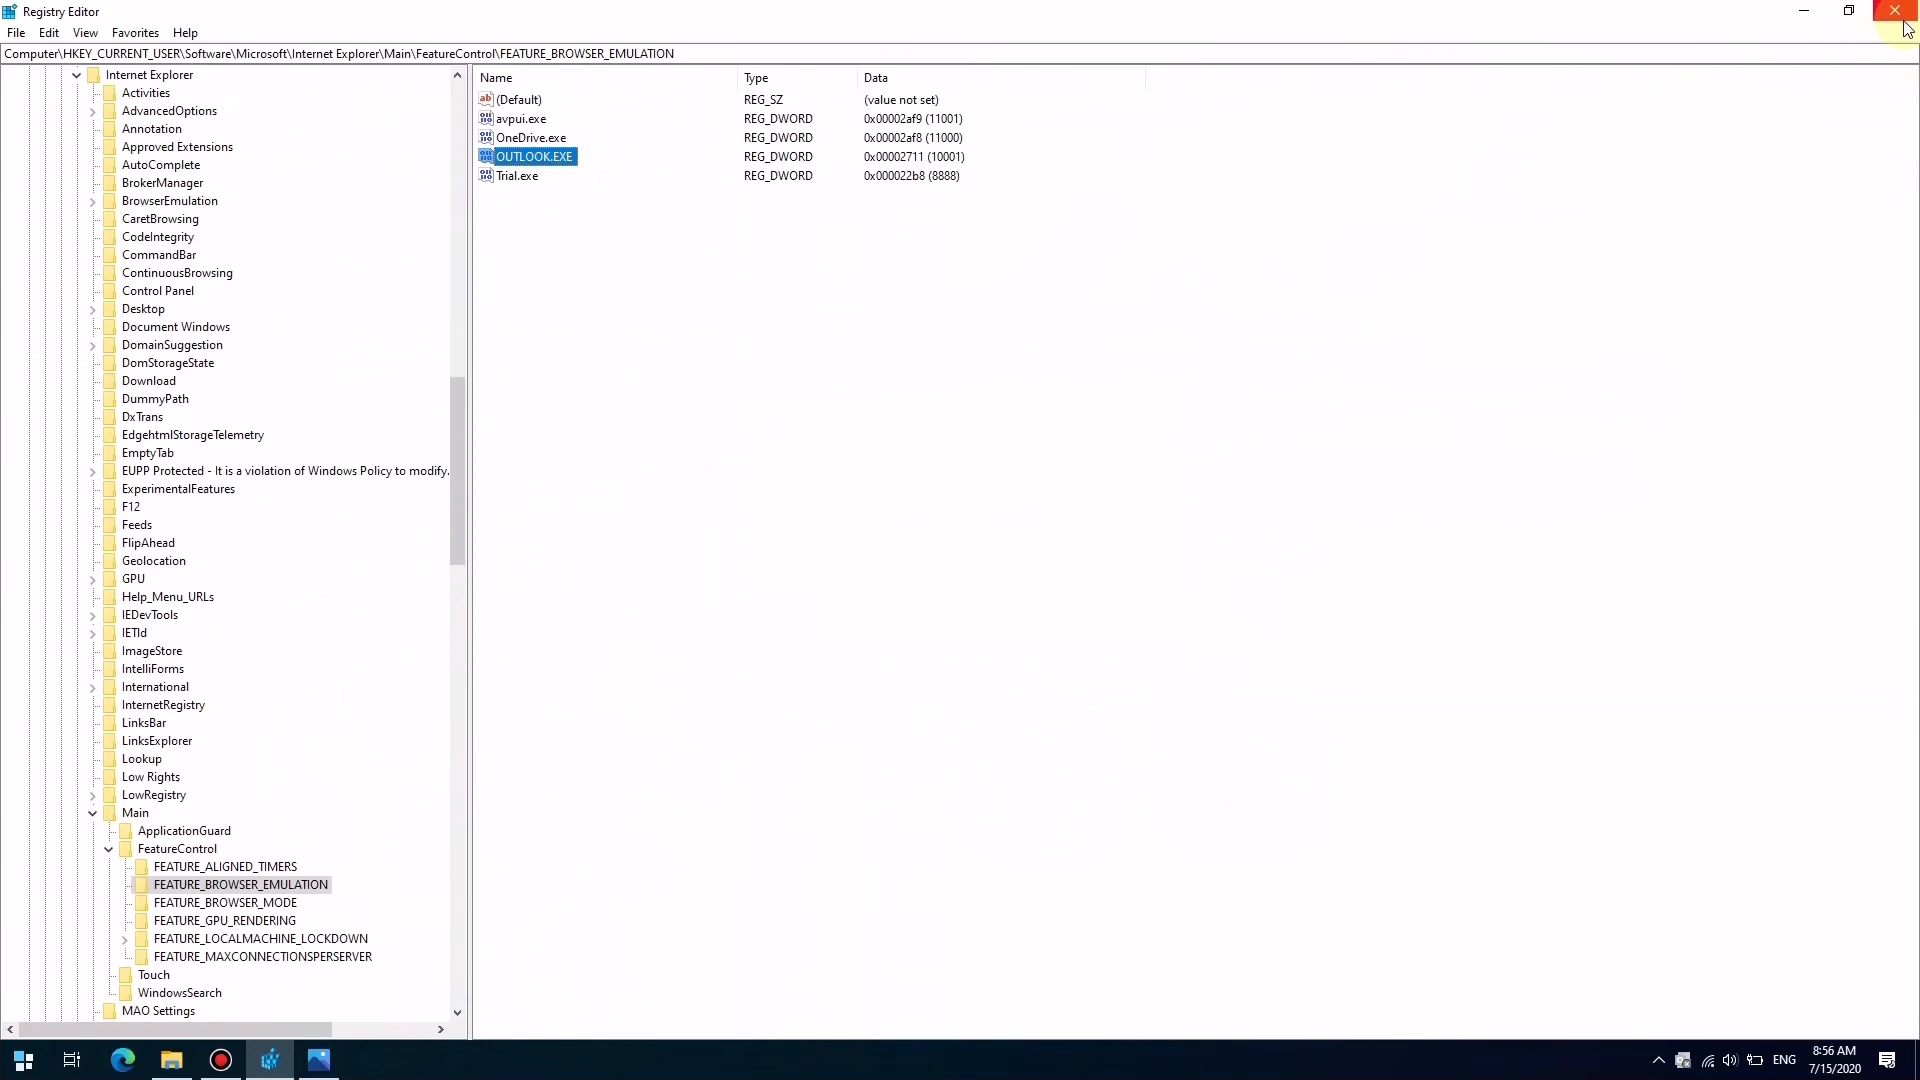 Registry Editor
File Edit View Favorites Help
Computer\HKEY_CURRENT_USER\Software\Microsoft\Internet Explorer\Main\FeatureControl\FEATURE_BROWSER_EMULATION
Internet Explorer
Activities
AdvancedOptions
Annotation
Approved Extensions
AutoComplete
BrokerManager
BrowserEmulation
CaretBrowsing
CodeIntegrity
CommandBar
ContinuousBrowsing
Control Panel
Desktop
Document Windows
DomainSuggestion
DomStorageState
Download
DummyPath
DxTrans
EdgehtmlStorageTelemetry
EmptyTab
EUPP Protected - It is a violation of Windows Policy to modify.
ExperimentalFeatures
F12
Feeds
FlipAhead
Geolocation
GPU
Help_Menu_URLs
IEDevTools
IETld
ImageStore
IntelliForms
International
InternetRegistry
LinksBar
LinksExplorer
Lookup
Low Rights
LowRegistry
Main
ApplicationGuard
FeatureControl
FEATURE_ALIGNED_TIMERS
FEATURE_BROWSER_EMULATION
FEATURE_BROWSER_MODE
FEATURE_GPU_RENDERING
FEATURE_LOCALMACHINE_LOCKDOWN
FEATURE_MAXCONNECTIONSPERSERVER
Touch
WindowsSearch
MAO Settings
Name Type Data
(Default) REG_SZ (value not set)
avpui.exe REG_DWORD 0x00002af9 (11001)
OneDrive.exe REG_DWORD 0x00002af8 (11000)
OUTLOOK.EXE REG_DWORD 0x00002711 (10001)
Trial.exe REG_DWORD 0x000022b8 (8888)
ENG
8:56 AM
7/15/2020